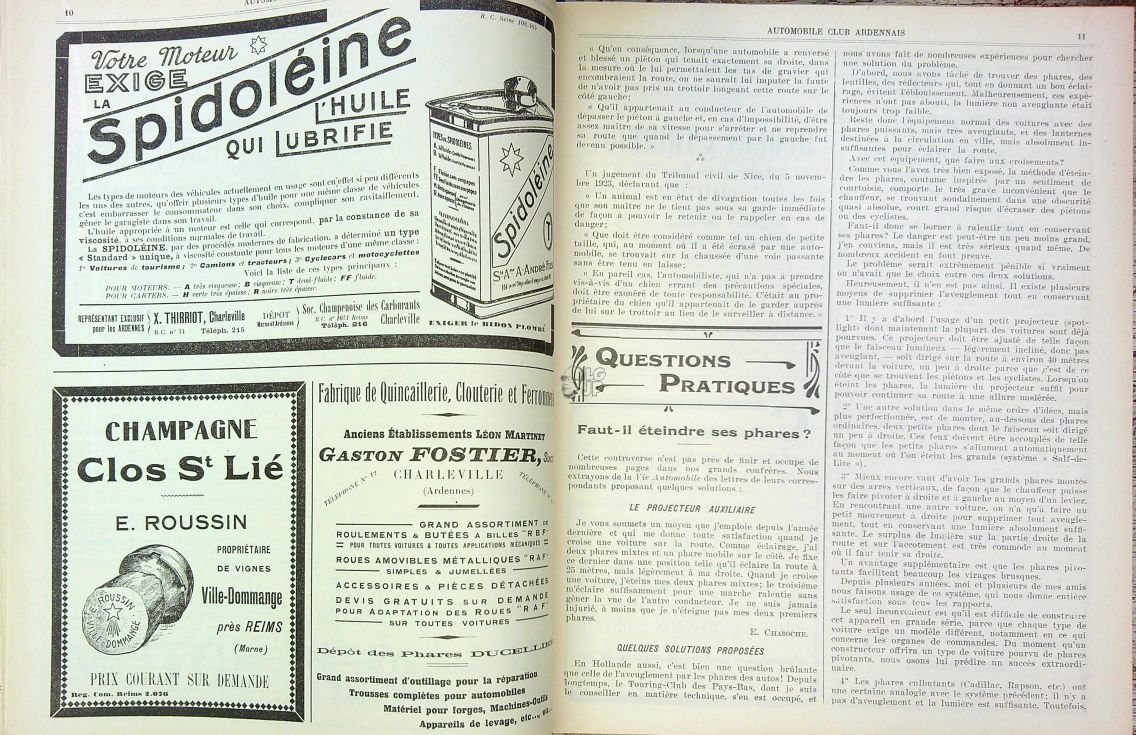 10
R. C. Seine 109.465
Votre Moteur
EXIGE
LA
Spidoléine
L'HUILE
QUI LUBRIFIE
Spidoléine
Les types de moteurs des véhicules actuellement en usage sont en effet si peu différents
les uns des autres, qu'offrir plusieurs types d'huile pour une même classe de véhicules
c'est embarrasser le consommateur dans son choix, compliquer son ravitaillement,
gêner le garagiste dans son travail.
L'huile appropriée à un moteur est celle qui correspond, par la constance de sa
viscosité, à ses conditions normales de travail.
La SPIDOLÉINE, par des procédés modernes de fabrication, a déterminé un type
« Standard » unique, à viscosité constante pour tous les moteurs d'une même classe :
1° Voitures de tourisme; 2° Camions et tracteurs; 3° Cyclecars et motocyclettes
Voici la liste de ces types principaux :
POUR MOTEURS. — A très épaisse; B épaisse; T demi-fluide; FF fluide.
POUR CARTERS. — H verte très épaisse; R noire très épaisse.
REPRÉSENTANT EXCLUSIF
pour les ARDENNES
X. THIRRIOT, Charleville
R. C. n° 14 Téléph. 215
DÉPOT
Marne et Ardennes
Soc. Champenoise des Carburants
R. C. n° 1671 Reims Charleville
Téléph. 216
EXIGER le BIDON PLOMBÉ
CHAMPAGNE
Clos St Lié
E. ROUSSIN
PROPRIÉTAIRE
DE VIGNES
Ville-Dommange
près REIMS
(Marne)
PRIX COURANT SUR DEMANDE
Reg. Com. Reims 2.076
Fabrique de Quincaillerie, Clouterie et Ferronne
Anciens Établissements LÉON MARTINET
GASTON FOSTIER, Suc
CHARLEVILLE
(Ardennes)
TÉLÉPHONE N°
TÉLÉPHONE N°
GRAND ASSORTIMENT DE
ROULEMENTS & BUTÉES A BILLES "RBF"
POUR TOUTES VOITURES & TOUTES APPLICATIONS MÉCANIQUES
ROUES AMOVIBLES MÉTALLIQUES "RAF"
SIMPLES & JUMELLÉES
ACCESSOIRES & PIÈCES DÉTACHÉES
DEVIS GRATUITS SUR DEMANDE
POUR ADAPTATION DES ROUES "RAF"
SUR TOUTES VOITURES
Dépôt des Phares DUCELLIE
Grand assortiment d'outillage pour la réparation
Trousses complètes pour automobiles
Matériel pour forges, Machines-Outils
Appareils de levage, etc..,
AUTOMOBILE CLUB ARDENNAIS
11
« Qu'en conséquence, lorsqu'une automobile a renversé
et blessé un piéton qui tenait exactement sa droite, dans
la mesure où le lui permettaient les tas de gravier qui
encombraient la route, on ne saurait lui imputer la faute
de n'avoir pas pris un trottoir longeant cette route sur le
côté gauche;
« Qu'il appartenait au conducteur de l'automobile de
dépasser le piéton à gauche et, en cas d'impossibilité, d'être
assez maître de sa vitesse pour s'arrêter et ne reprendre
sa route que quand le dépassement par la gauche fut
devenu possible. »
Un jugement du Tribunal civil de Nice, du 5 novem-
bre 1923, déclarant que :
« Un animal est en état de divagation toutes les fois
que son maître ne le tient pas sous sa garde immédiate
de façon à pouvoir le retenir ou le rappeler en cas de
danger;
« Que doit être considéré comme tel un chien de petite
taille, qui, au moment où il a été écrasé par une auto-
mobile, se trouvait sur la chaussée d'une voie passante
sans être tenu en laisse;
« En pareil cas, l'automobiliste, qui n'a pas à prendre
vis-à-vis d'un chien errant des précautions spéciales,
doit être exonéré de toute responsabilité. C'était au pro-
priétaire du chien qu'il appartenait de le garder auprès
de lui sur le trottoir au lieu de le surveiller à distance. »
QUESTIONS
PRATIQUES
Faut-il éteindre ses phares ?
Cette controverse n'est pas près de finir et occupe de
nombreuses pages dans nos grands confrères. Nous
extrayons de la Vie Automobile des lettres de leurs corres-
pondants proposant quelques solutions :
LE PROJECTEUR AUXILIAIRE
Je vous soumets un moyen que j'emploie depuis l'année
dernière et qui me donne toute satisfaction quand je
croise une voiture sur la route. Comme éclairage, j'ai
deux phares mixtes et un phare mobile sur le côté. Je fixe
ce dernier dans une position telle qu'il éclaire la route à
25 mètres, mais légèrement à ma droite. Quand je croise
une voiture, j'éteins mes deux phares mixtes; le troisième
m'éclaire suffisamment pour une marche ralentie sans
gêner la vue de l'autre conducteur. Je ne suis jamais
injurié, à moins que je n'éteigne pas mes deux premiers
phares.
E. CHABOCHE.
QUELQUES SOLUTIONS PROPOSÉES
En Hollande aussi, c'est bien une question brûlante
que celle de l'aveuglement par les phares des autos! Depuis
longtemps, le Touring-Club des Pays-Bas, dont je suis
le conseiller en matière technique, s'en est occupé, et
nous avons fait de nombreuses expériences pour chercher
une solution du problème.
D'abord, nous avons tâché de trouver des phares, des
lentilles, des réflecteurs qui, tout en donnant un bon éclai-
rage, évitent l'éblouissement. Malheureusement, ces expé-
riences n'ont pas abouti, la lumière non aveuglante était
toujours trop faible.
Reste donc l'équipement normal des voitures avec des
phares puissants, mais très aveuglants, et des lanternes
destinées à la circulation en ville, mais absolument in-
suffisantes pour éclairer la route.
Avec cet équipement, que faire aux croisements?
Comme vous l'avez très bien exposé, la méthode d'étein-
dre les phares, coutume inspirée par un sentiment de
courtoisie, comporte le très grave inconvénient que le
chauffeur, se trouvant soudainement dans une obscurité
quasi absolue, court grand risque d'écraser des piétons
ou des cyclistes.
Faut-il donc se borner à ralentir tout en conservant
ses phares? Le danger est peut-être un peu moins grand,
j'en conviens, mais il est très sérieux quand même. De
nombreux accident en font preuve.
Le problème serait extrêmement pénible si vraiment
on n'avait que le choix entre ces deux solutions.
Heureusement, il n'en est pas ainsi. Il existe plusieurs
moyens de supprimer l'aveuglement tout en conservant
une lumière suffisante :
1° Il y a d'abord l'usage d'un petit projecteur (spot-
light) dont maintenant la plupart des voitures sont déjà
pourvues. Ce projecteur doit être ajusté de telle façon
que le faisceau lumineux — légèrement incliné, donc pas
aveuglant, — soit dirigé sur la route à environ 40 mètres
devant la voiture, un peu à droite parce que c'est de ce
côté que se trouvent les piétons et les cyclistes. Lorsqu'on
éteint les phares, la lumière du projecteur suffit pour
pouvoir continuer sa route à une allure modérée.
2° Une autre solution dans le même ordre d'idées, mais
plus perfectionnée, est de monter, au-dessous des phares
ordinaires, deux petits phares dont le faisceau soit dirigé
un peu à droite. Ces feux doivent être accouplés de telle
façon que les petits phares s'allument automatiquement
au moment où l'on éteint les grands (système « Salf-de-
Lite »).
3° Mieux encore vaut d'avoir les grands phares montés
sur des arres verticaux, de façon que le chauffeur puisse
les faire pivoter à droite et à gauche au moyen d'un levier.
En rencontrant une autre voiture, on n'a qu'à faire un
petit mouvement à droite pour supprimer tout aveugle-
ment, tout en conservant une lumière absolument suffi-
sante. Le surplus de lumière sur la partie droite de la
route et sur l'accotement est très commode au moment
où il faut tenir sa droite.
Un avantage supplémentaire est que les phares pivo-
tants facilitent beaucoup les virages brusques.
Depuis plusieurs années, moi et plusieurs de mes amis
nous faisons usage de ce système, qui nous donne entière
satisfaction sous tous les rapports.
Le seul inconvénient est qu'il est difficile de construire
cet appareil en grande série, parce que chaque type de
voiture exige un modèle différent, notamment en ce qui
concerne les organes de commandes. Du moment qu'un
constructeur offrira un type de voiture pourvu de phares
pivotants, nous osons lui prédire un succès extraordi-
naire.
4° Les phares culbutants (Cadillac, Rapson, etc.) ont
une certaine analogie avec le système précédent; il n'y a
pas d'aveuglement et la lumière est suffisante. Toutefois,